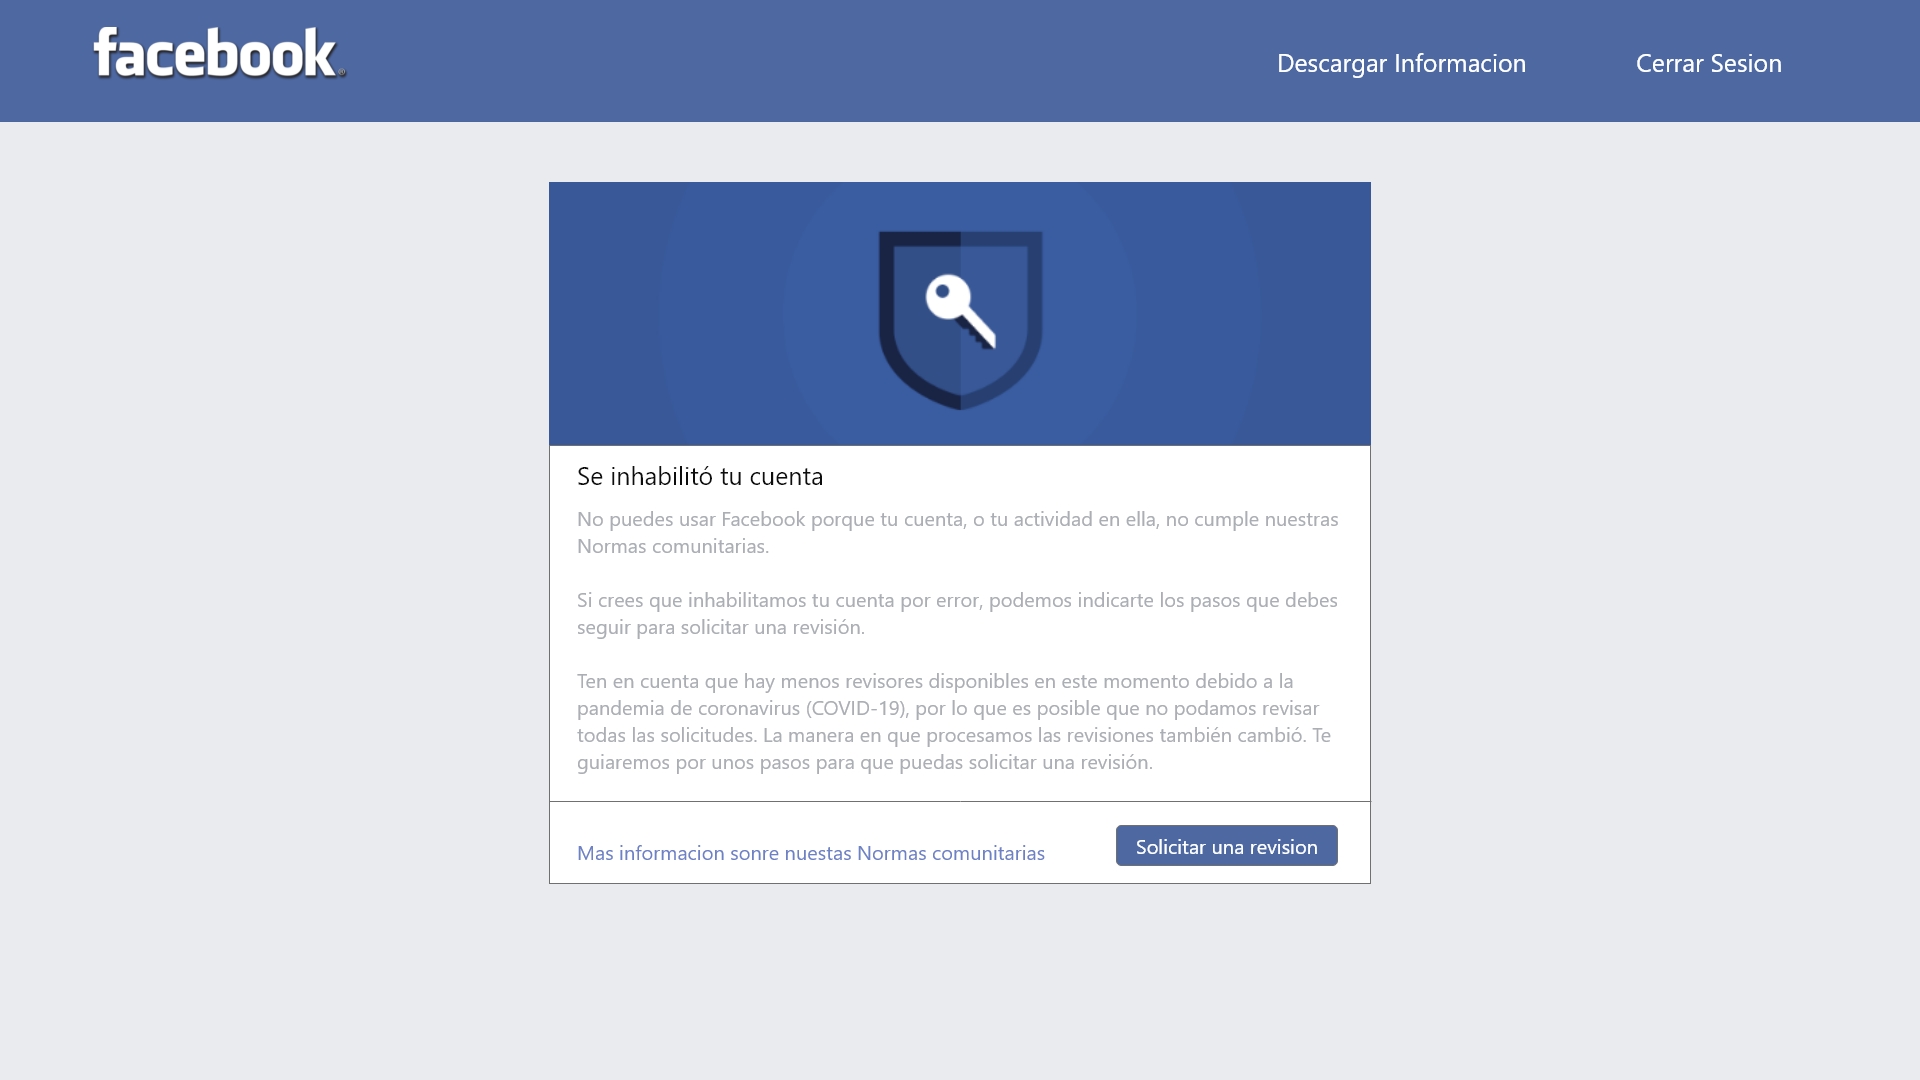 facebook®
Descargar Informacion
Cerrar Sesion
Se inhabilitó tu cuenta
No puedes usar Facebook porque tu cuenta, o tu actividad en ella, no cumple nuestras
Normas comunitarias.
Si crees que inhabilitamos tu cuenta por error, podemos indicarte los pasos que debes
seguir para solicitar una revisión.
Ten en cuenta que hay menos revisores disponibles en este momento debido a la
pandemia de coronavirus (COVID-19), por lo que es posible que no podamos revisar
todas las solicitudes. La manera en que procesamos las revisiones también cambió. Te
guiaremos por unos pasos para que puedas solicitar una revisión.
Mas informacion sonre nuestas Normas comunitarias
Solicitar una revision